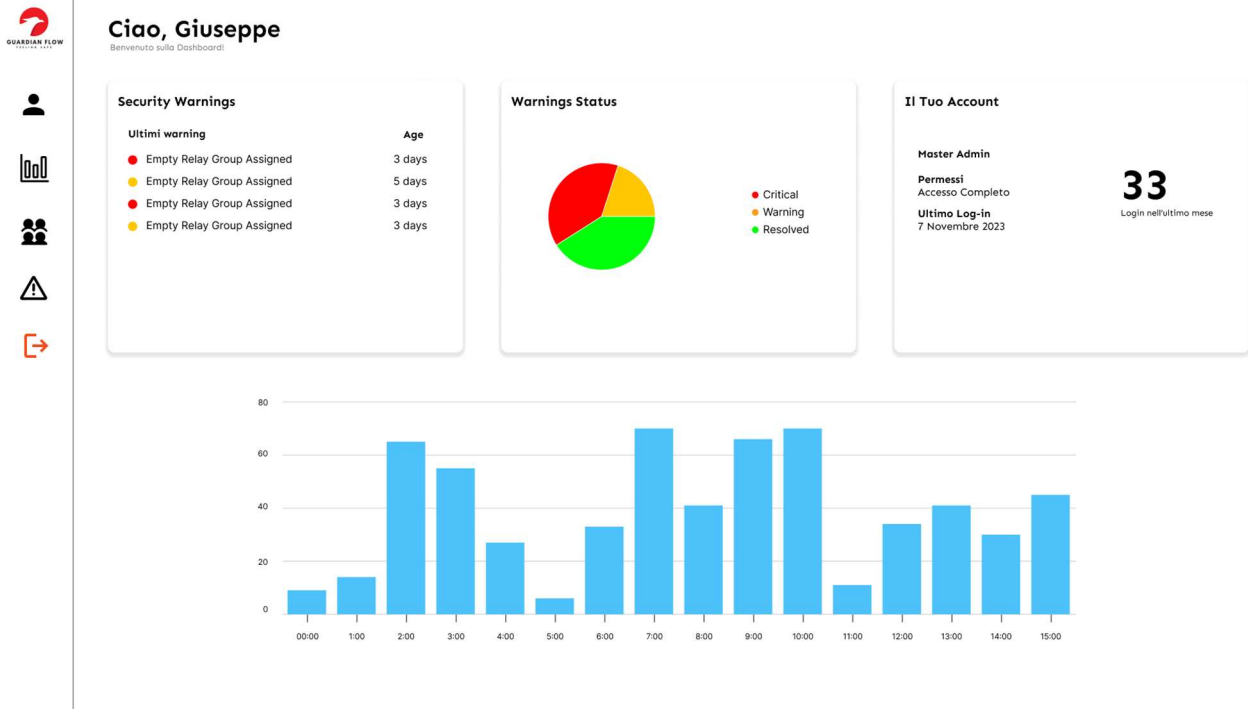 GUARDIAN FLOW
FEELING SAFE
Ciao, Giuseppe
Benvenuto sulla Dashboard!
Security Warnings
Ultimi warning Age
Empty Relay Group Assigned 3 days
Empty Relay Group Assigned 5 days
Empty Relay Group Assigned 3 days
Empty Relay Group Assigned 3 days
Warnings Status
Critical
Warning
Resolved
Il Tuo Account
Master Admin
Permessi
Accesso Completo
Ultimo Log-in
7 Novembre 2023
33
Login nell'ultimo mese
80
60
40
20
0
00:00 1:00 2:00 3:00 4:00 5:00 6:00 7:00 8:00 9:00 10:00 11:00 12:00 13:00 14:00 15:00